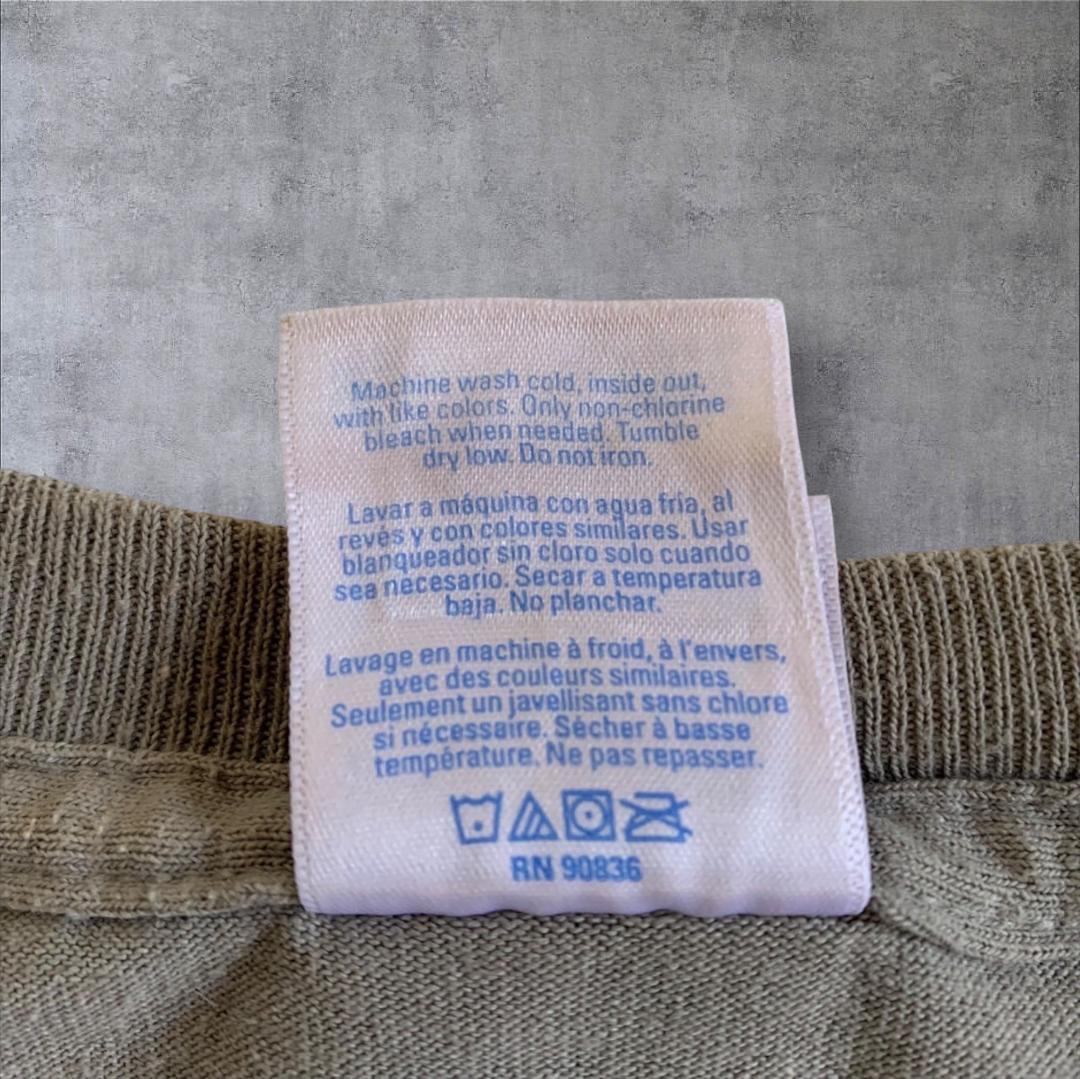 Machine wash cold, inside out,
with like colors. Only non-chlorine
bleach when needed. Tumble
dry low. Do not iron.
Lavar a máquina con agua fría, al
revés y con colores similares. Usar
blanqueador sin cloro solo cuando
sea necesario. Secar a temperatura
baja. No planchar.
Lavage en machine à froid, à l'envers,
avec des couleurs similaires.
Seulement un javellisant sans chlore
si nécessaire. Sécher à basse
température. Ne pas repasser.
RN 90836